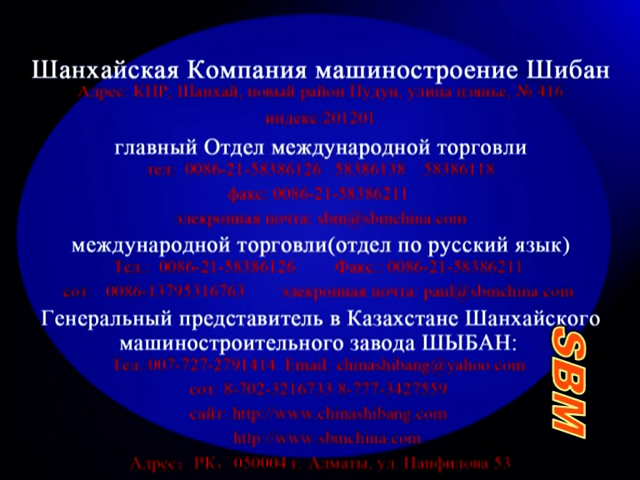 Шанхайская Компания машиностроение Шибан
Адрес: КНР, Шанхай, новый район Пудун, улица цзянье, № 416
индекс:201201
главный Отдел международной торговли
тел: 0086-21-58386126 58386138 58386118
факс: 0086-21-58386211
элекронная почта: sbm@sbmchina.com
международной торговли(отдел по русский язык)
Тел.: 0086-21-58386126 Факс.: 0086-21-58386211
сот: 0086-13795316763 элекронная почта: paul@sbmchina.com
Генеральный представитель в Казахстане Шанхайского
машиностроительного завода ШЫБАН:
Тел: 007-727-2791414 Email: chinashibang@yahoo.com
сот: 8-702-3216733 8-777-3427559
сайт: http://www.chinashibang.com
http://www.sbmchina.com
Адрес: РК, 050004 г. Алматы, ул. Панфилова 53
SBM